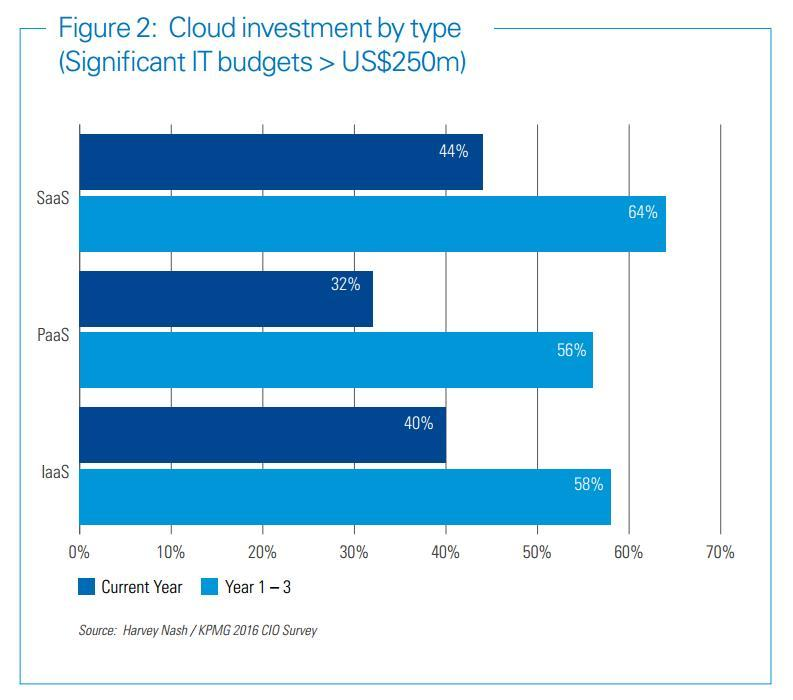 Figure 2:  Cloud investment by type
(Significant IT budgets > US$250m)
44%
SaaS
64%
32%
PaaS
56%
40%
IaaS
58%
0% 10% 20% 30% 40% 50% 60% 70%
Current Year Year 1 – 3
Source:  Harvey Nash / KPMG 2016 CIO Survey